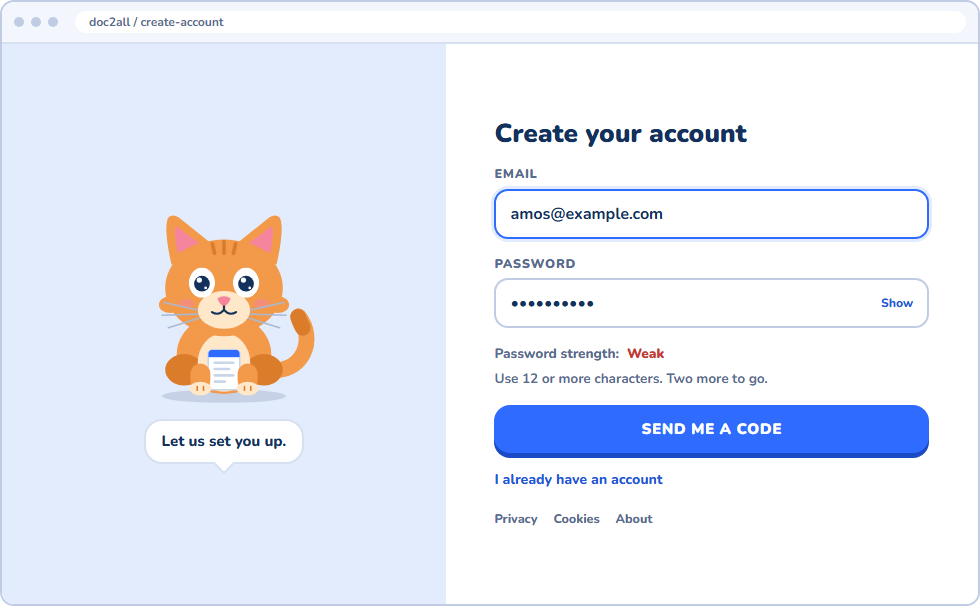 doc2all / create-account
Let us set you up.
Create your account
EMAIL
amos@example.com
PASSWORD
••••••••••
Show
Password strength: Weak
Use 12 or more characters. Two more to go.
SEND ME A CODE
I already have an account
Privacy Cookies About